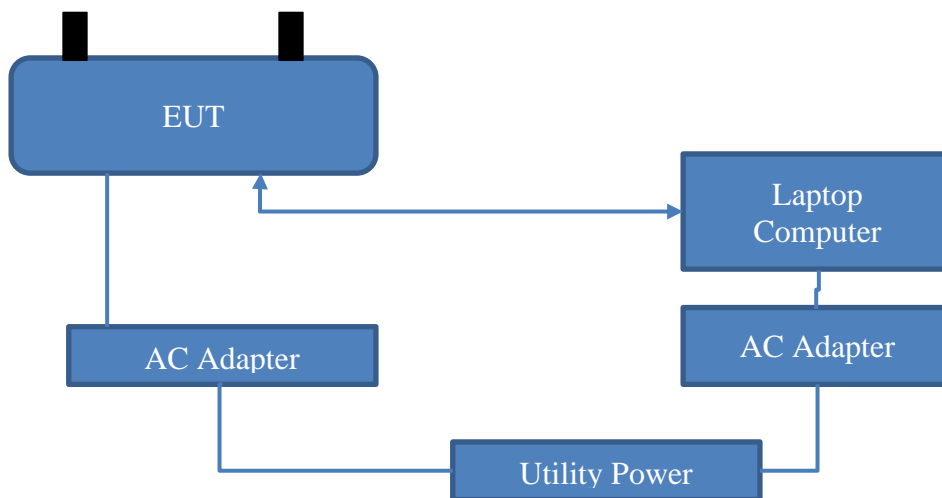 EUT
Laptop
Computer
AC Adapter
AC Adapter
Utility Power